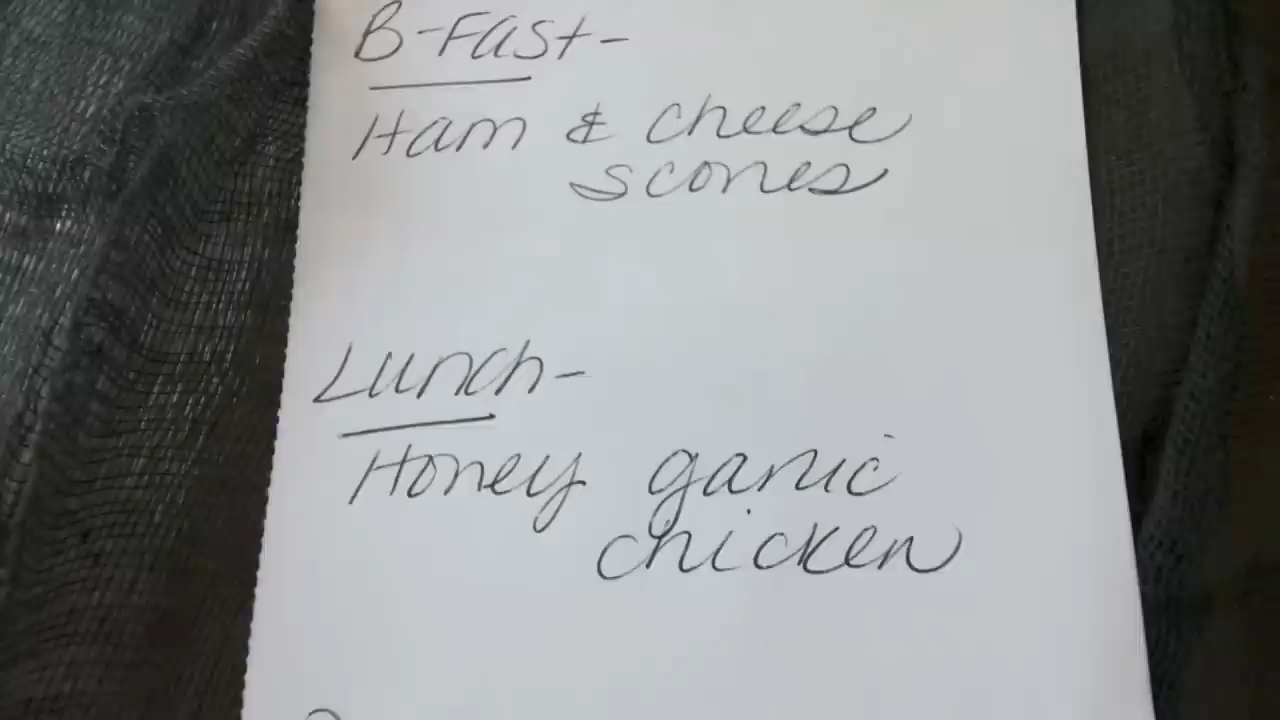 B-Fast-
Ham & cheese
scones
Lunch-
Honey garlic
chicken